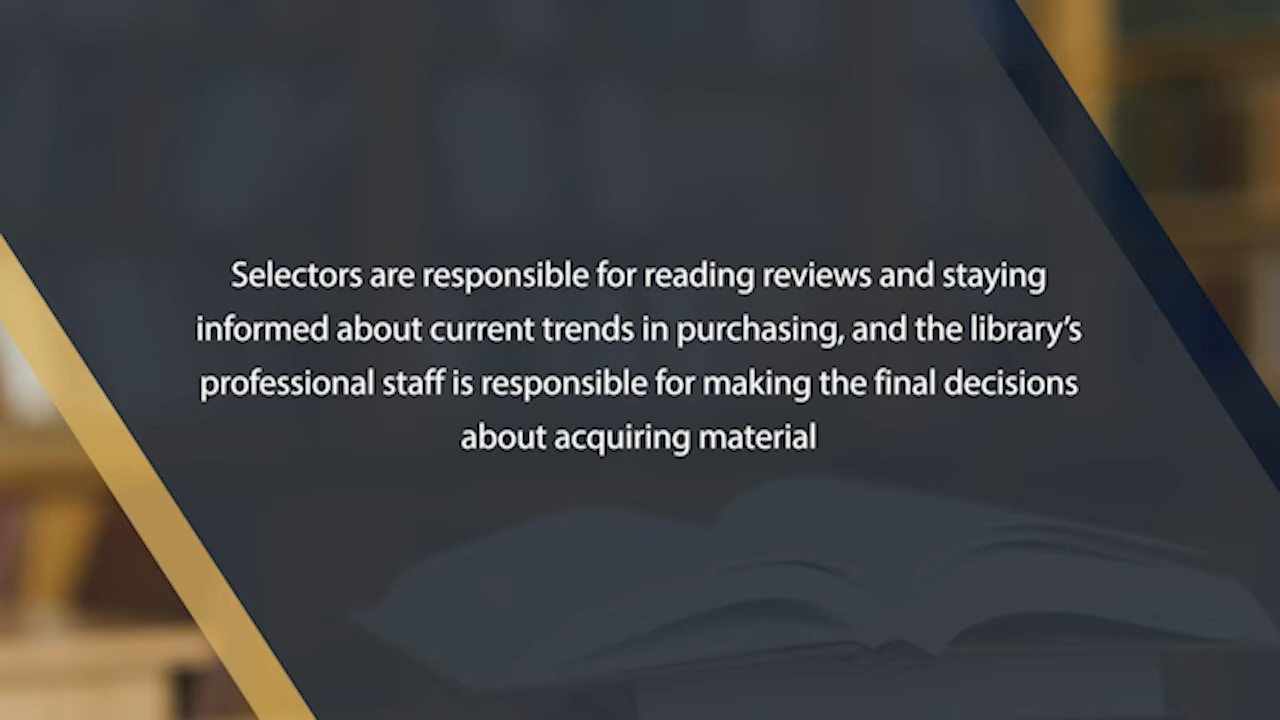 Selectors are responsible for reading reviews and staying
informed about current trends in purchasing, and the library’s
professional staff is responsible for making the final decisions
about acquiring material